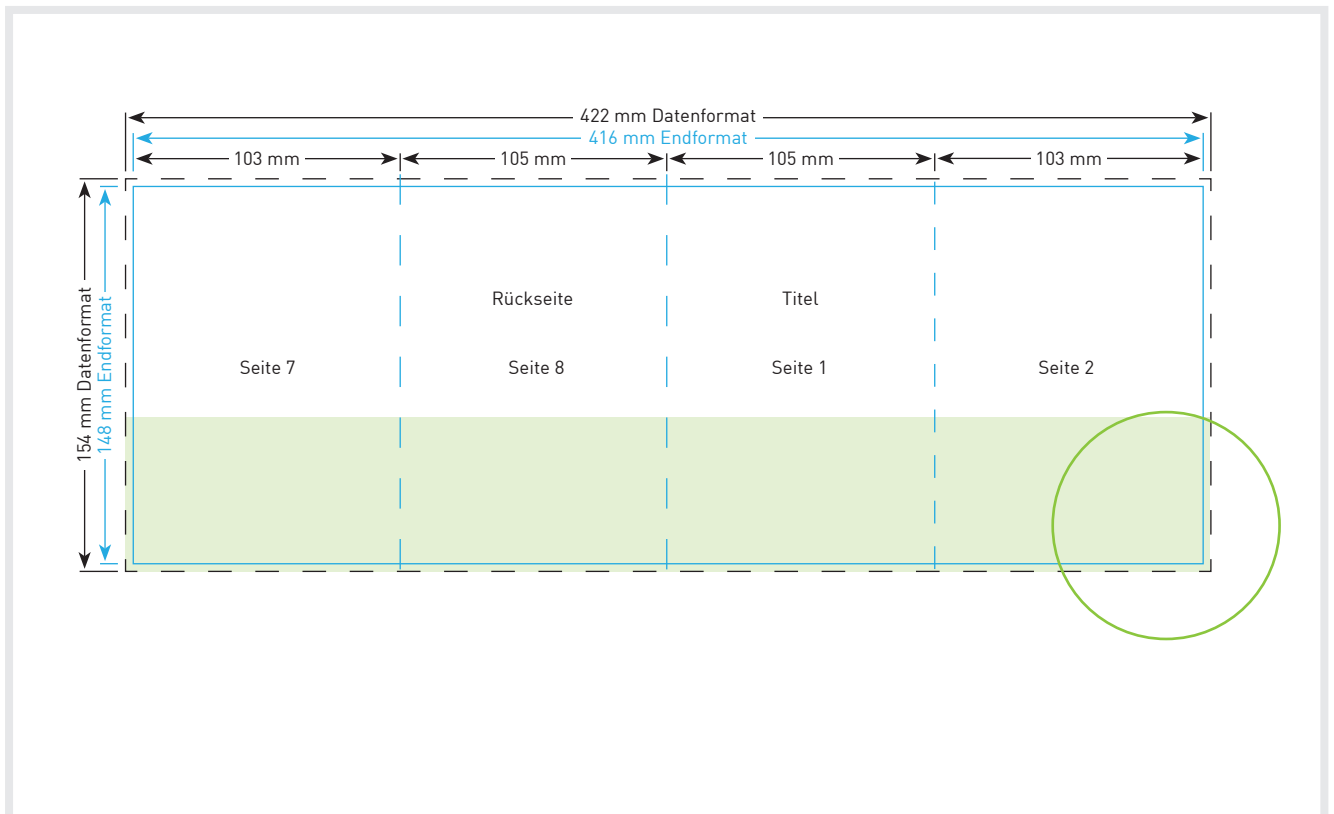 422 mm Datenformat
416 mm Endformat
103 mm
105 mm
105 mm
103 mm
154 mm Datenformat
148 mm Endformat
Rückseite
Titel
Seite 7
Seite 8
Seite 1
Seite 2